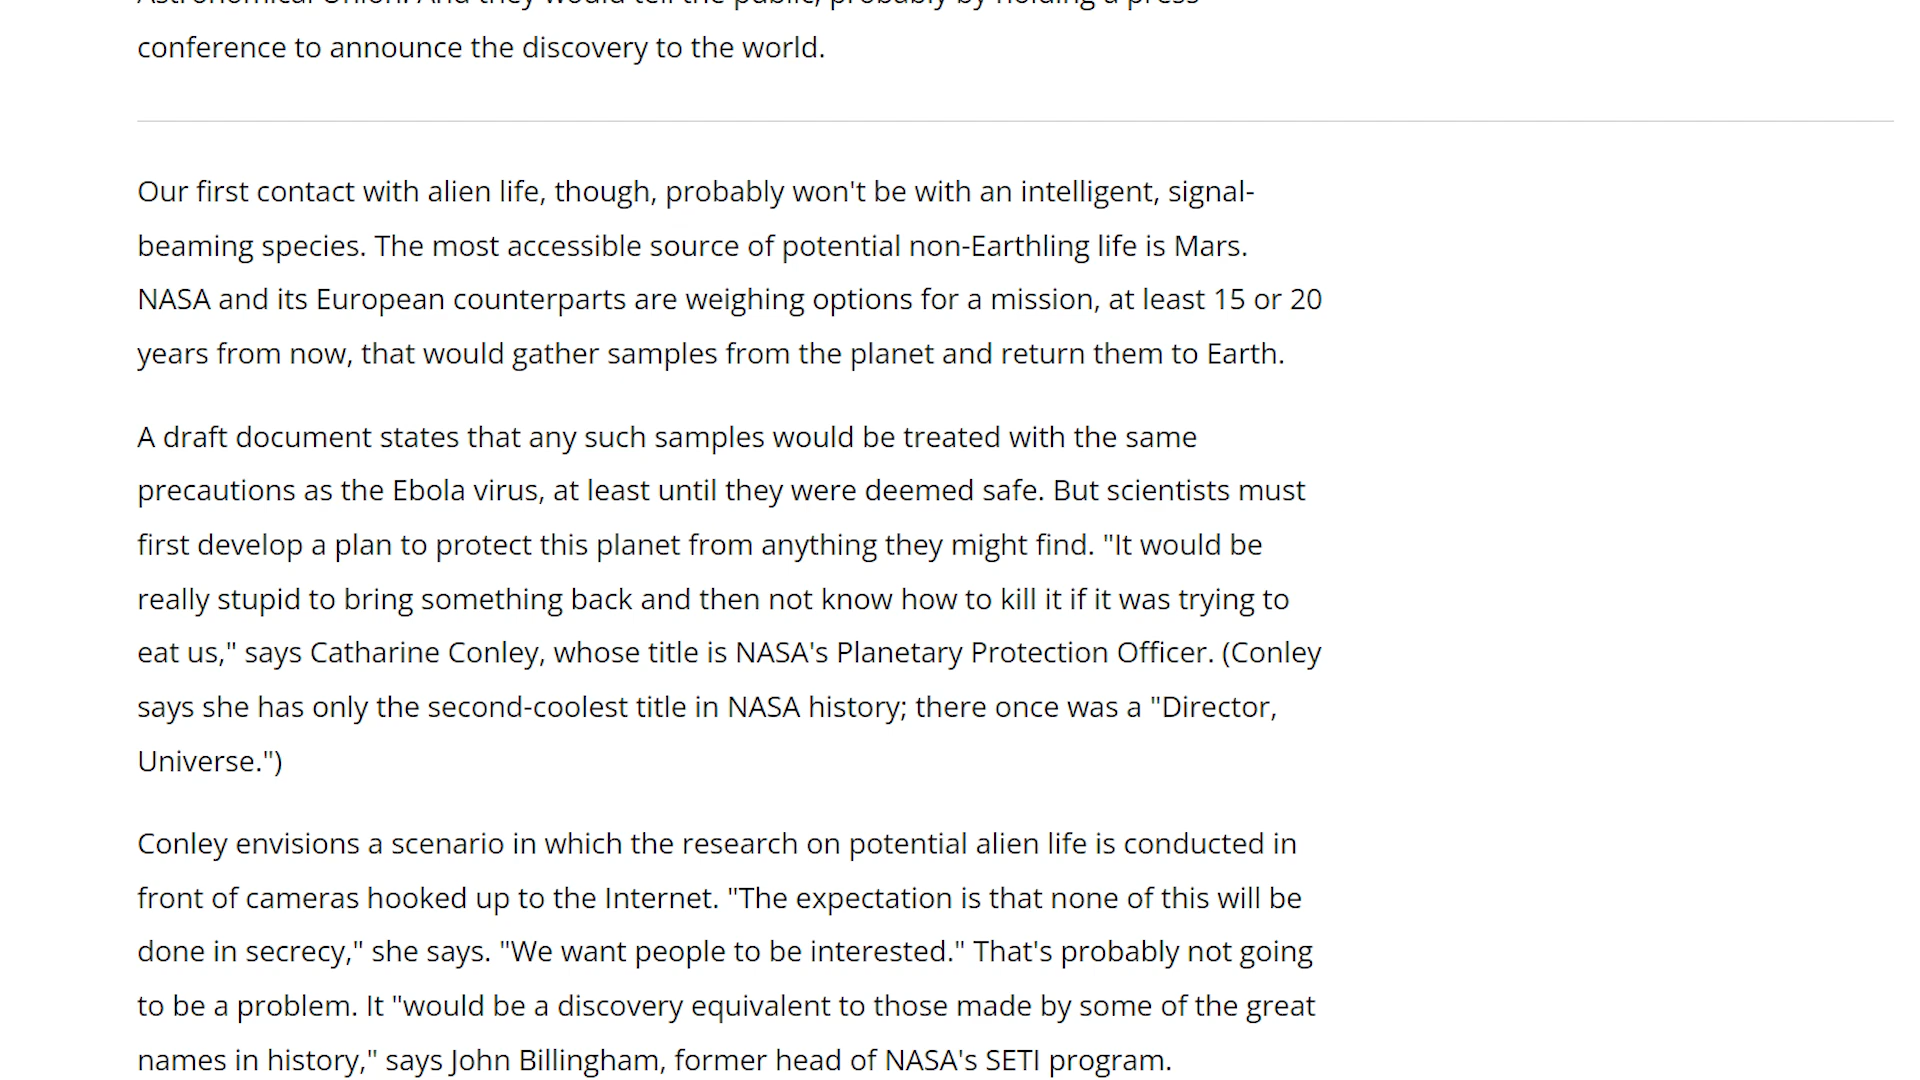 Astronomical Union. And they would tell the public, probably by holding a press
conference to announce the discovery to the world.
Our first contact with alien life, though, probably won't be with an intelligent, signal-
beaming species. The most accessible source of potential non-Earthling life is Mars.
NASA and its European counterparts are weighing options for a mission, at least 15 or 20
years from now, that would gather samples from the planet and return them to Earth.
A draft document states that any such samples would be treated with the same
precautions as the Ebola virus, at least until they were deemed safe. But scientists must
first develop a plan to protect this planet from anything they might find. "It would be
really stupid to bring something back and then not know how to kill it if it was trying to
eat us," says Catharine Conley, whose title is NASA's Planetary Protection Officer. (Conley
says she has only the second-coolest title in NASA history; there once was a "Director,
Universe.")
Conley envisions a scenario in which the research on potential alien life is conducted in
front of cameras hooked up to the Internet. "The expectation is that none of this will be
done in secrecy," she says. "We want people to be interested." That's probably not going
to be a problem. It "would be a discovery equivalent to those made by some of the great
names in history," says John Billingham, former head of NASA's SETI program.